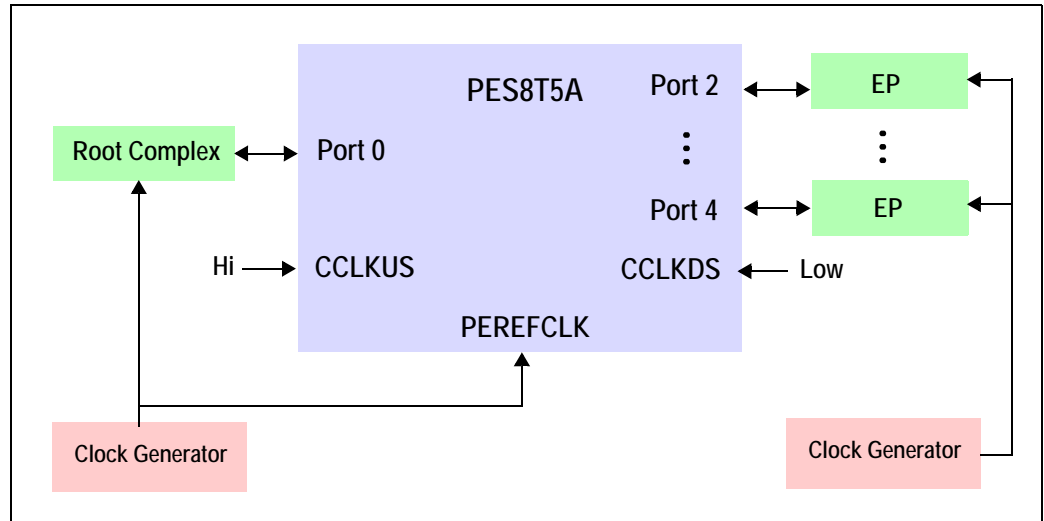 PES8T5A
Port 2
EP
Root Complex
Port 0
Port 4
EP
Hi
CCLKUS
CCLKDS
Low
PEREFCLK
Clock Generator
Clock Generator